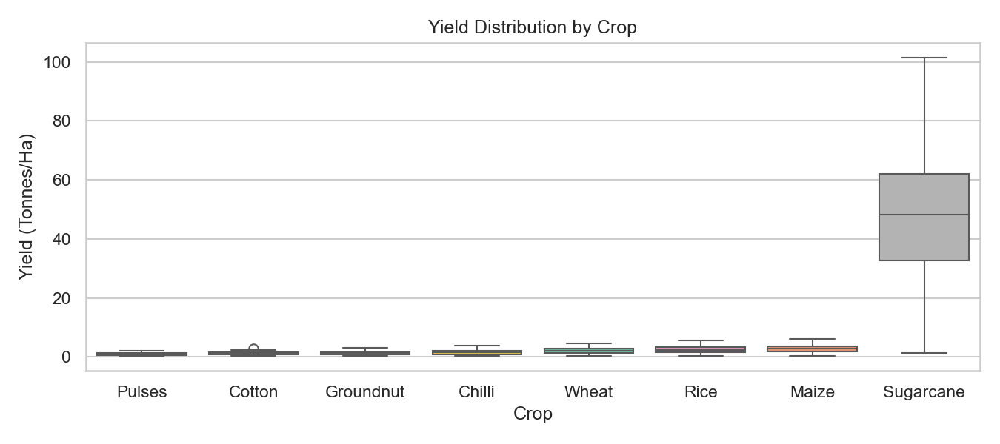 Yield Distribution by Crop
100
80
60
40
20
0
Yield (Tonnes/Ha)
Pulses Cotton Groundnut Chilli Wheat Rice Maize Sugarcane
Crop